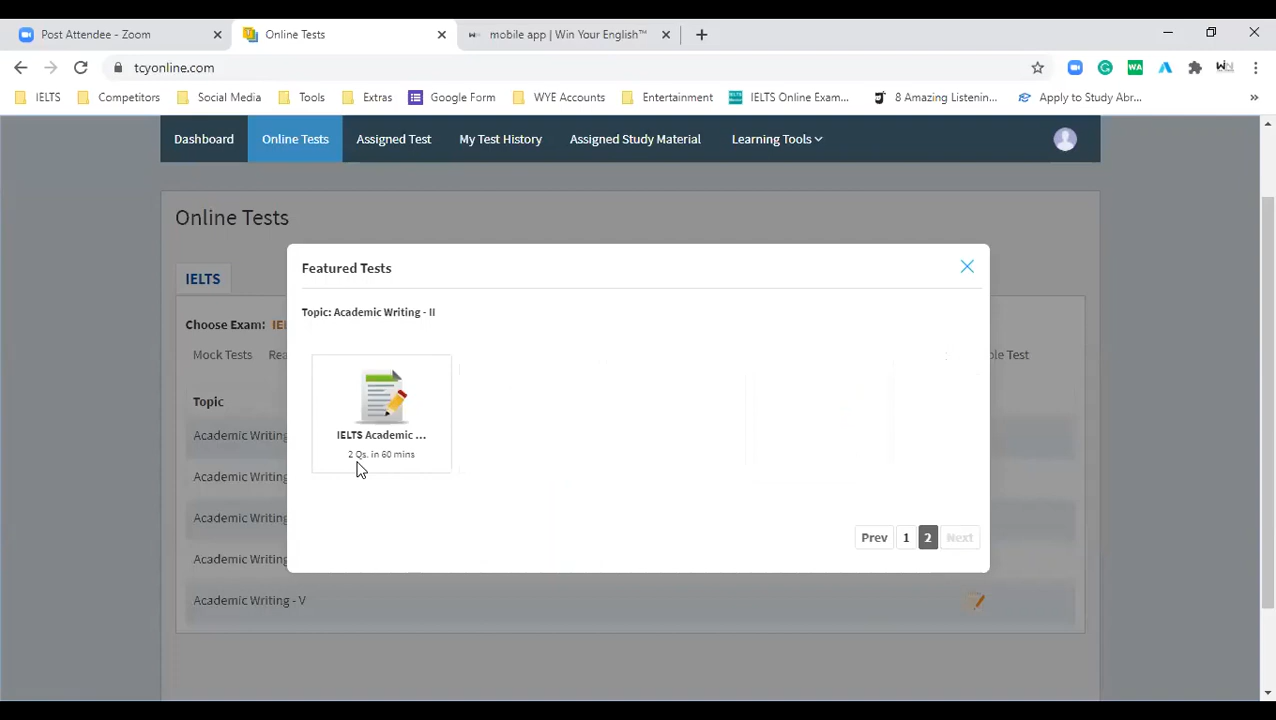 Post Attendee - Zoom
Online Tests
mobile app | Win Your English™
tcyonline.com
IELTS
Competitors
Social Media
Tools
Extras
Google Form
WYE Accounts
Entertainment
IELTS Online Exam...
8 Amazing Listenin...
Apply to Study Abr...
Dashboard
Online Tests
Assigned Test
My Test History
Assigned Study Material
Learning Tools
Online Tests
Featured Tests
IELTS
Topic: Academic Writing - II
Choose Exam:
Mock Tests
Test
Topic
IELTS Academic ...
2 Qs. in 60 mins
Academic Writing
Academic Writing
Academic Writing
Prev 1 2 Next
Academic Writing
Academic Writing - V